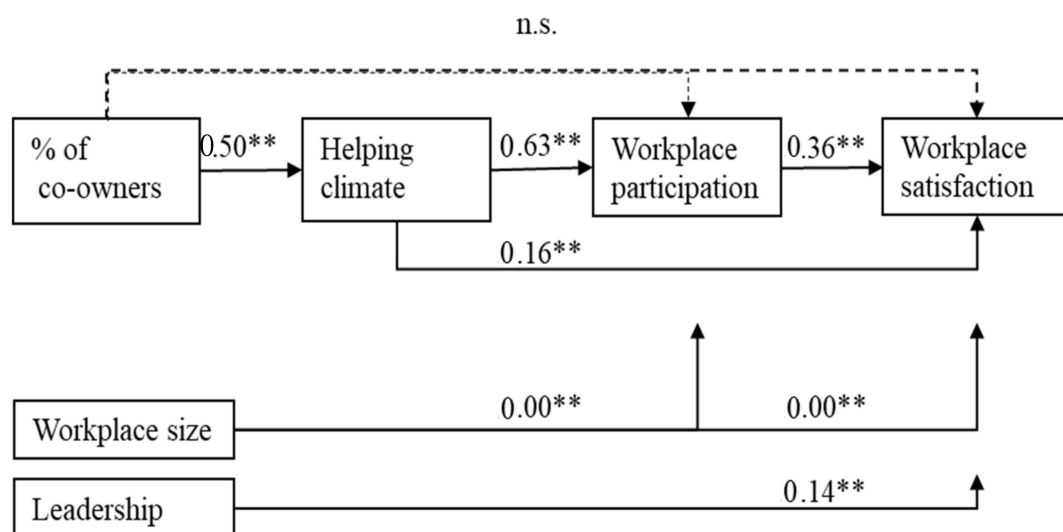 n.s.
% of
co-owners
0.50**
Helping
climate
0.63**
Workplace
participation
0.36**
Workplace
satisfaction
0.16**
Workplace size
0.00**
0.00**
Leadership
0.14**